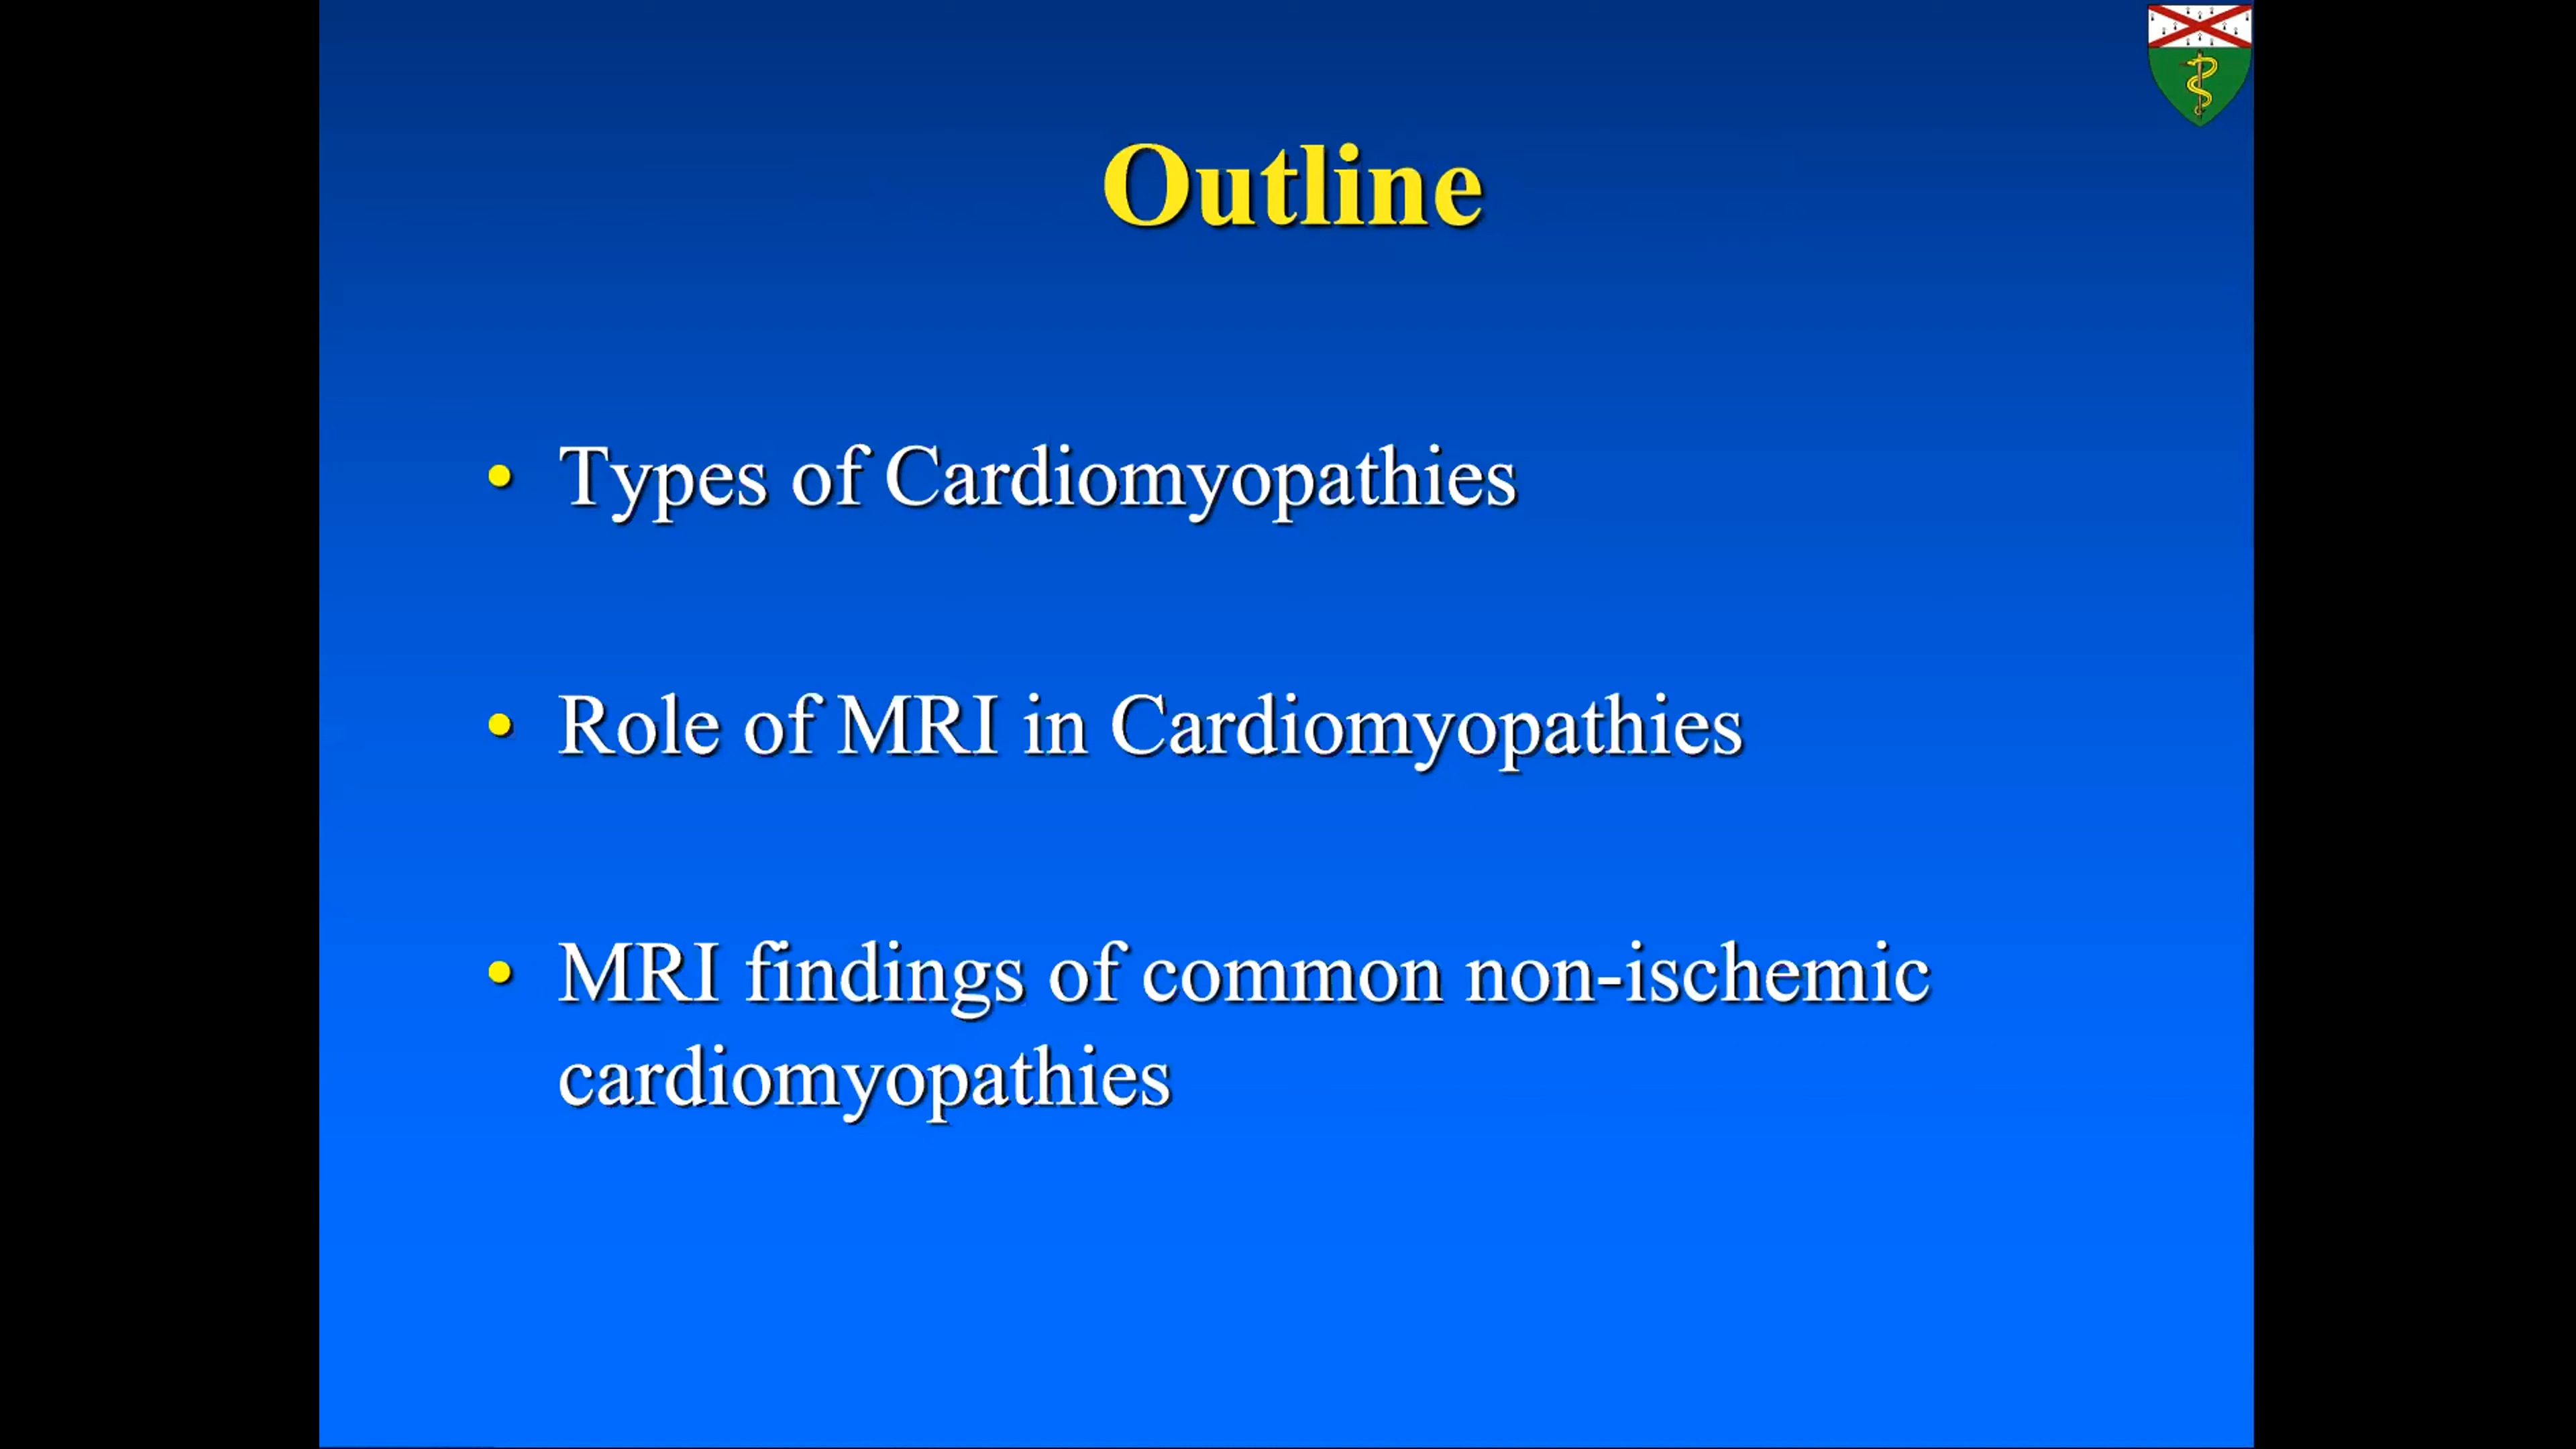 Outline
• Types of Cardiomyopathies
• Role of MRI in Cardiomyopathies
• MRI findings of common non-ischemic
cardiomyopathies